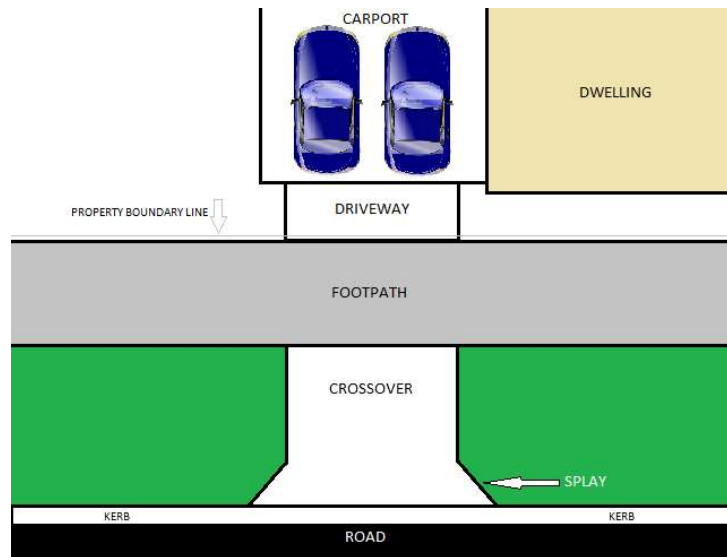 CARPORT
DWELLING
PROPERTY BOUNDARY LINE
DRIVEWAY
FOOTPATH
CROSSOVER
SPLAY
KERB
KERB
ROAD